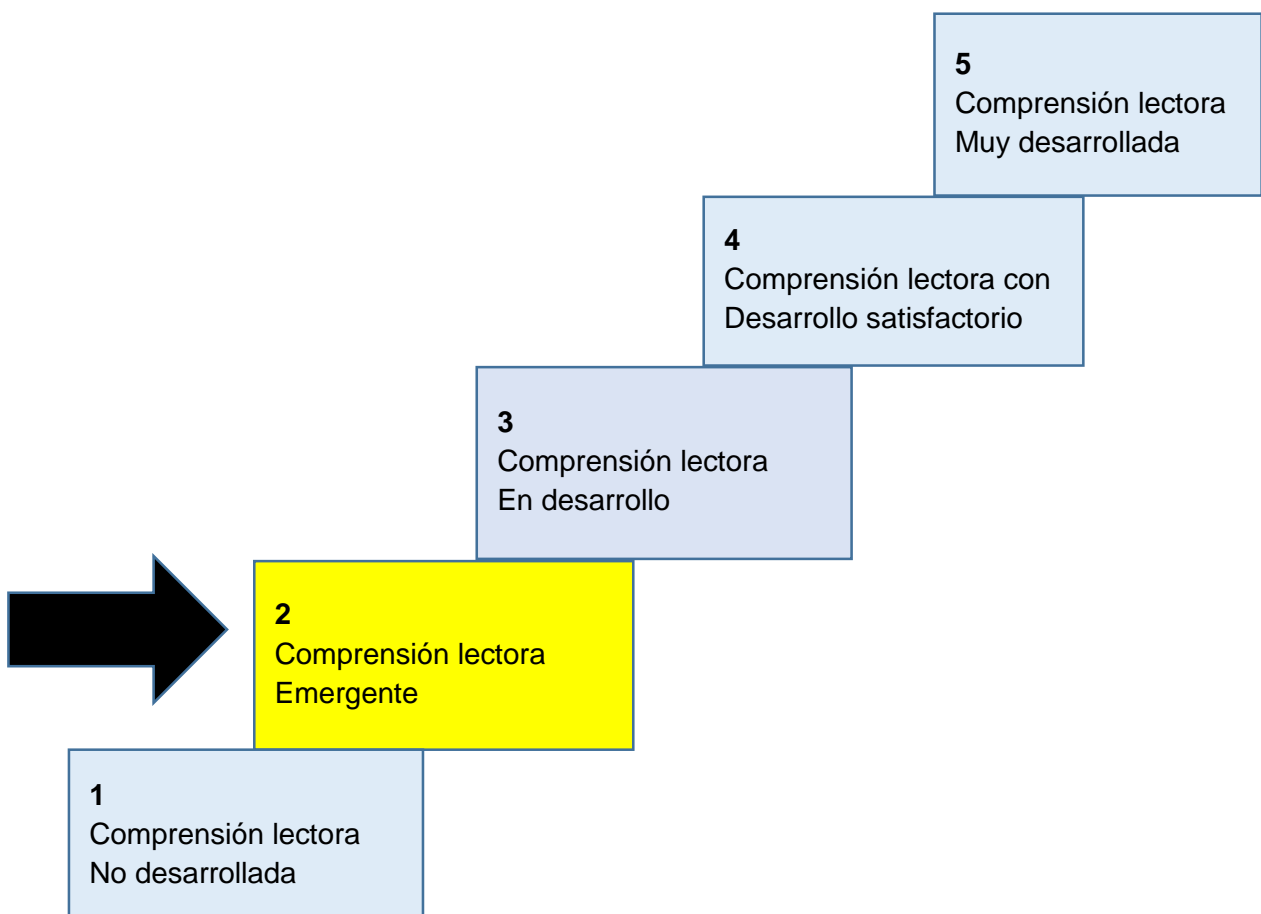 5
Comprensión lectora
Muy desarrollada
4
Comprensión lectora con
Desarrollo satisfactorio
3
Comprensión lectora
En desarrollo
2
Comprensión lectora
Emergente
1
Comprensión lectora
No desarrollada